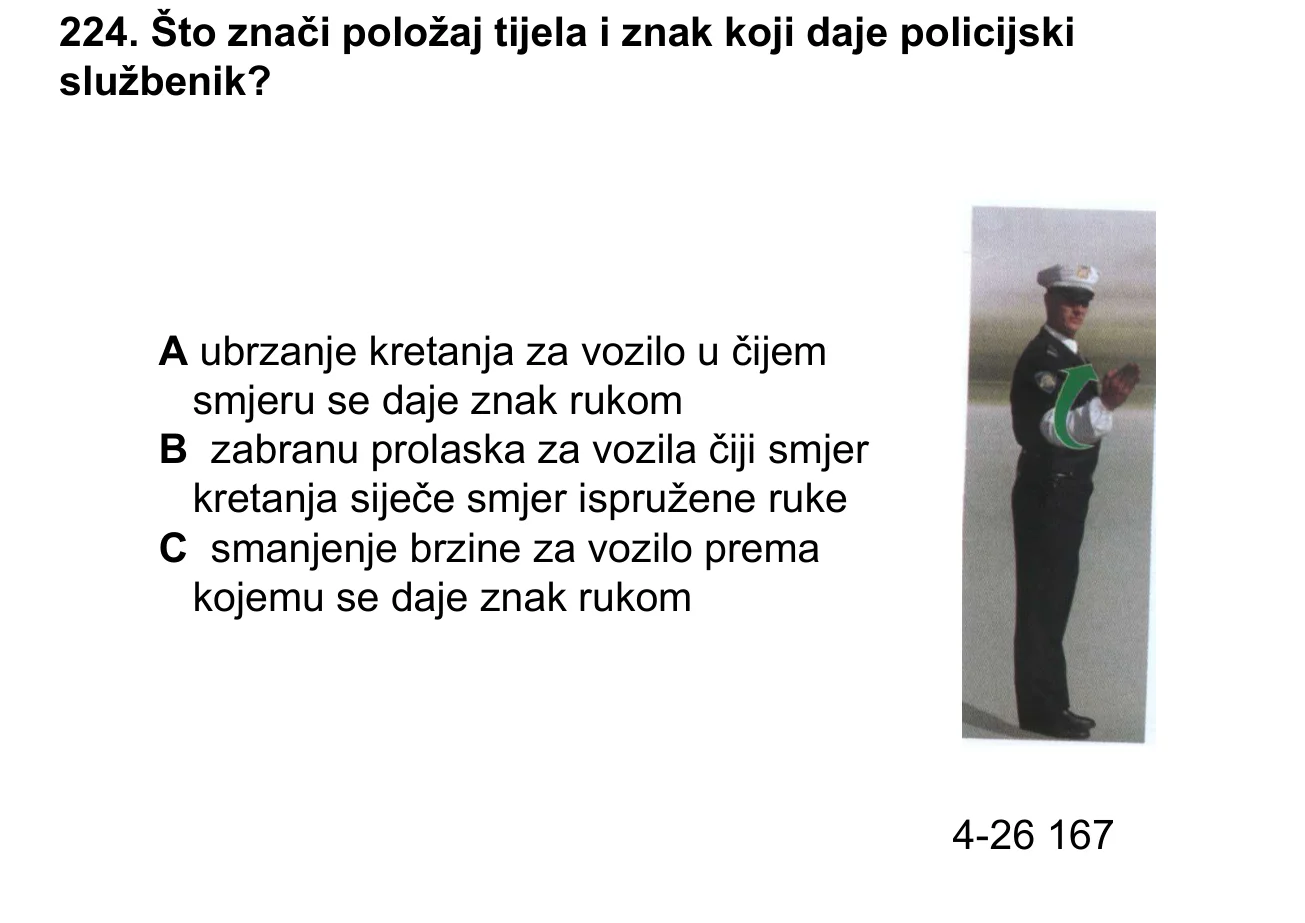 224. Što znači položaj tijela i znak koji daje policijski
službenik?
A ubrzanje kretanja za vozilo u čijem
smjeru se daje znak rukom
B zabranu prolaska za vozila čiji smjer
kretanja siječe smjer ispružene ruke
C smanjenje brzine za vozilo prema
kojemu se daje znak rukom
4-26 167